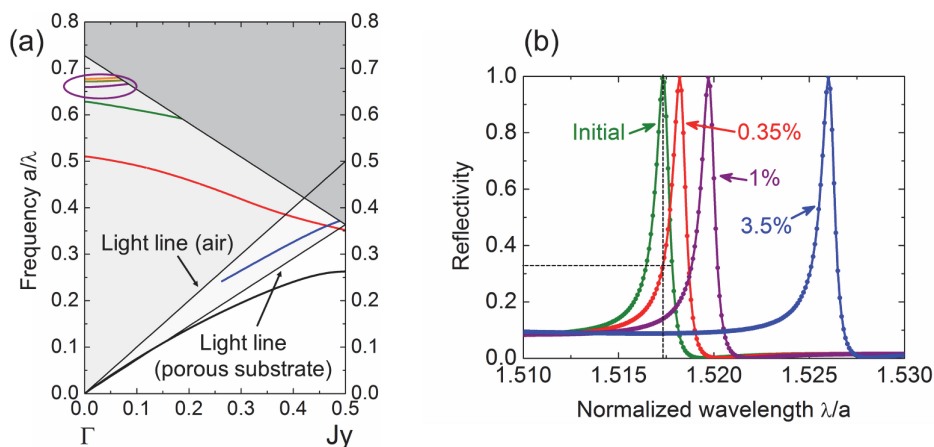 (a)
Frequency a/λ
0.8
0.7
0.6
0.5
0.4
0.3
0.2
0.1
0.0
0.8
0.7
0.6
0.5
0.4
0.3
0.2
0.1
0.0
Light line (air)
Light line
(porous substrate)
0.0 0.1 0.2 0.3 0.4 0.5
Γ Jy
(b)
Reflectivity
1.0
0.8
0.6
0.4
0.2
0.0
Initial
0.35%
1%
3.5%
1.510 1.515 1.520 1.525 1.530
Normalized wavelength λ/a